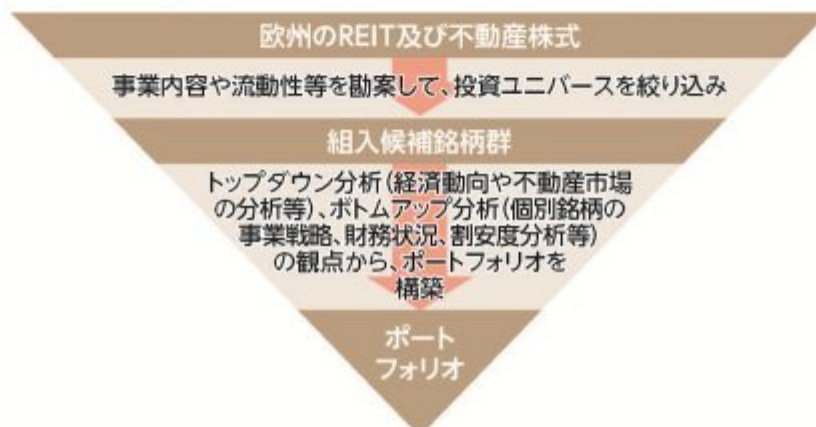 欧州のREIT及び不動産株式
事業内容や流動性等を勘案して、投資ユニバースを絞り込み
組入候補銘柄群
トップダウン分析(経済動向や不動産市場
の分析等)、ボトムアップ分析(個別銘柄の
事業戦略、財務状況、割安度分析等)
の観点から、ポートフォリオを
構築
ポート
フォリオ